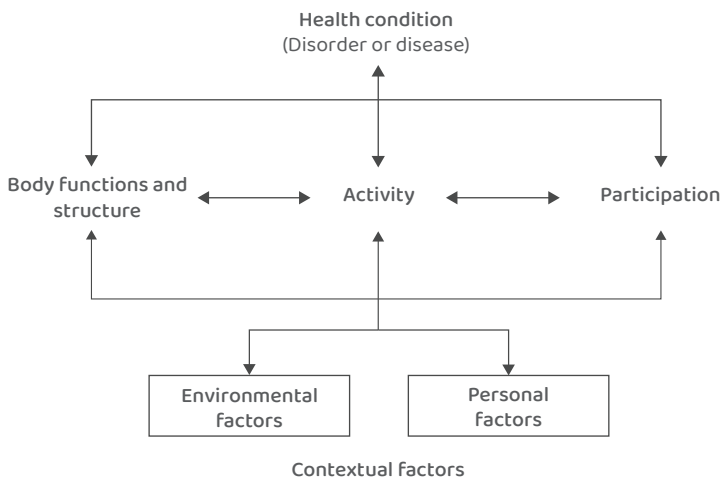 Health condition
(Disorder or disease)
Body functions and
structure
Activity
Participation
Environmental
factors
Personal
factors
Contextual factors